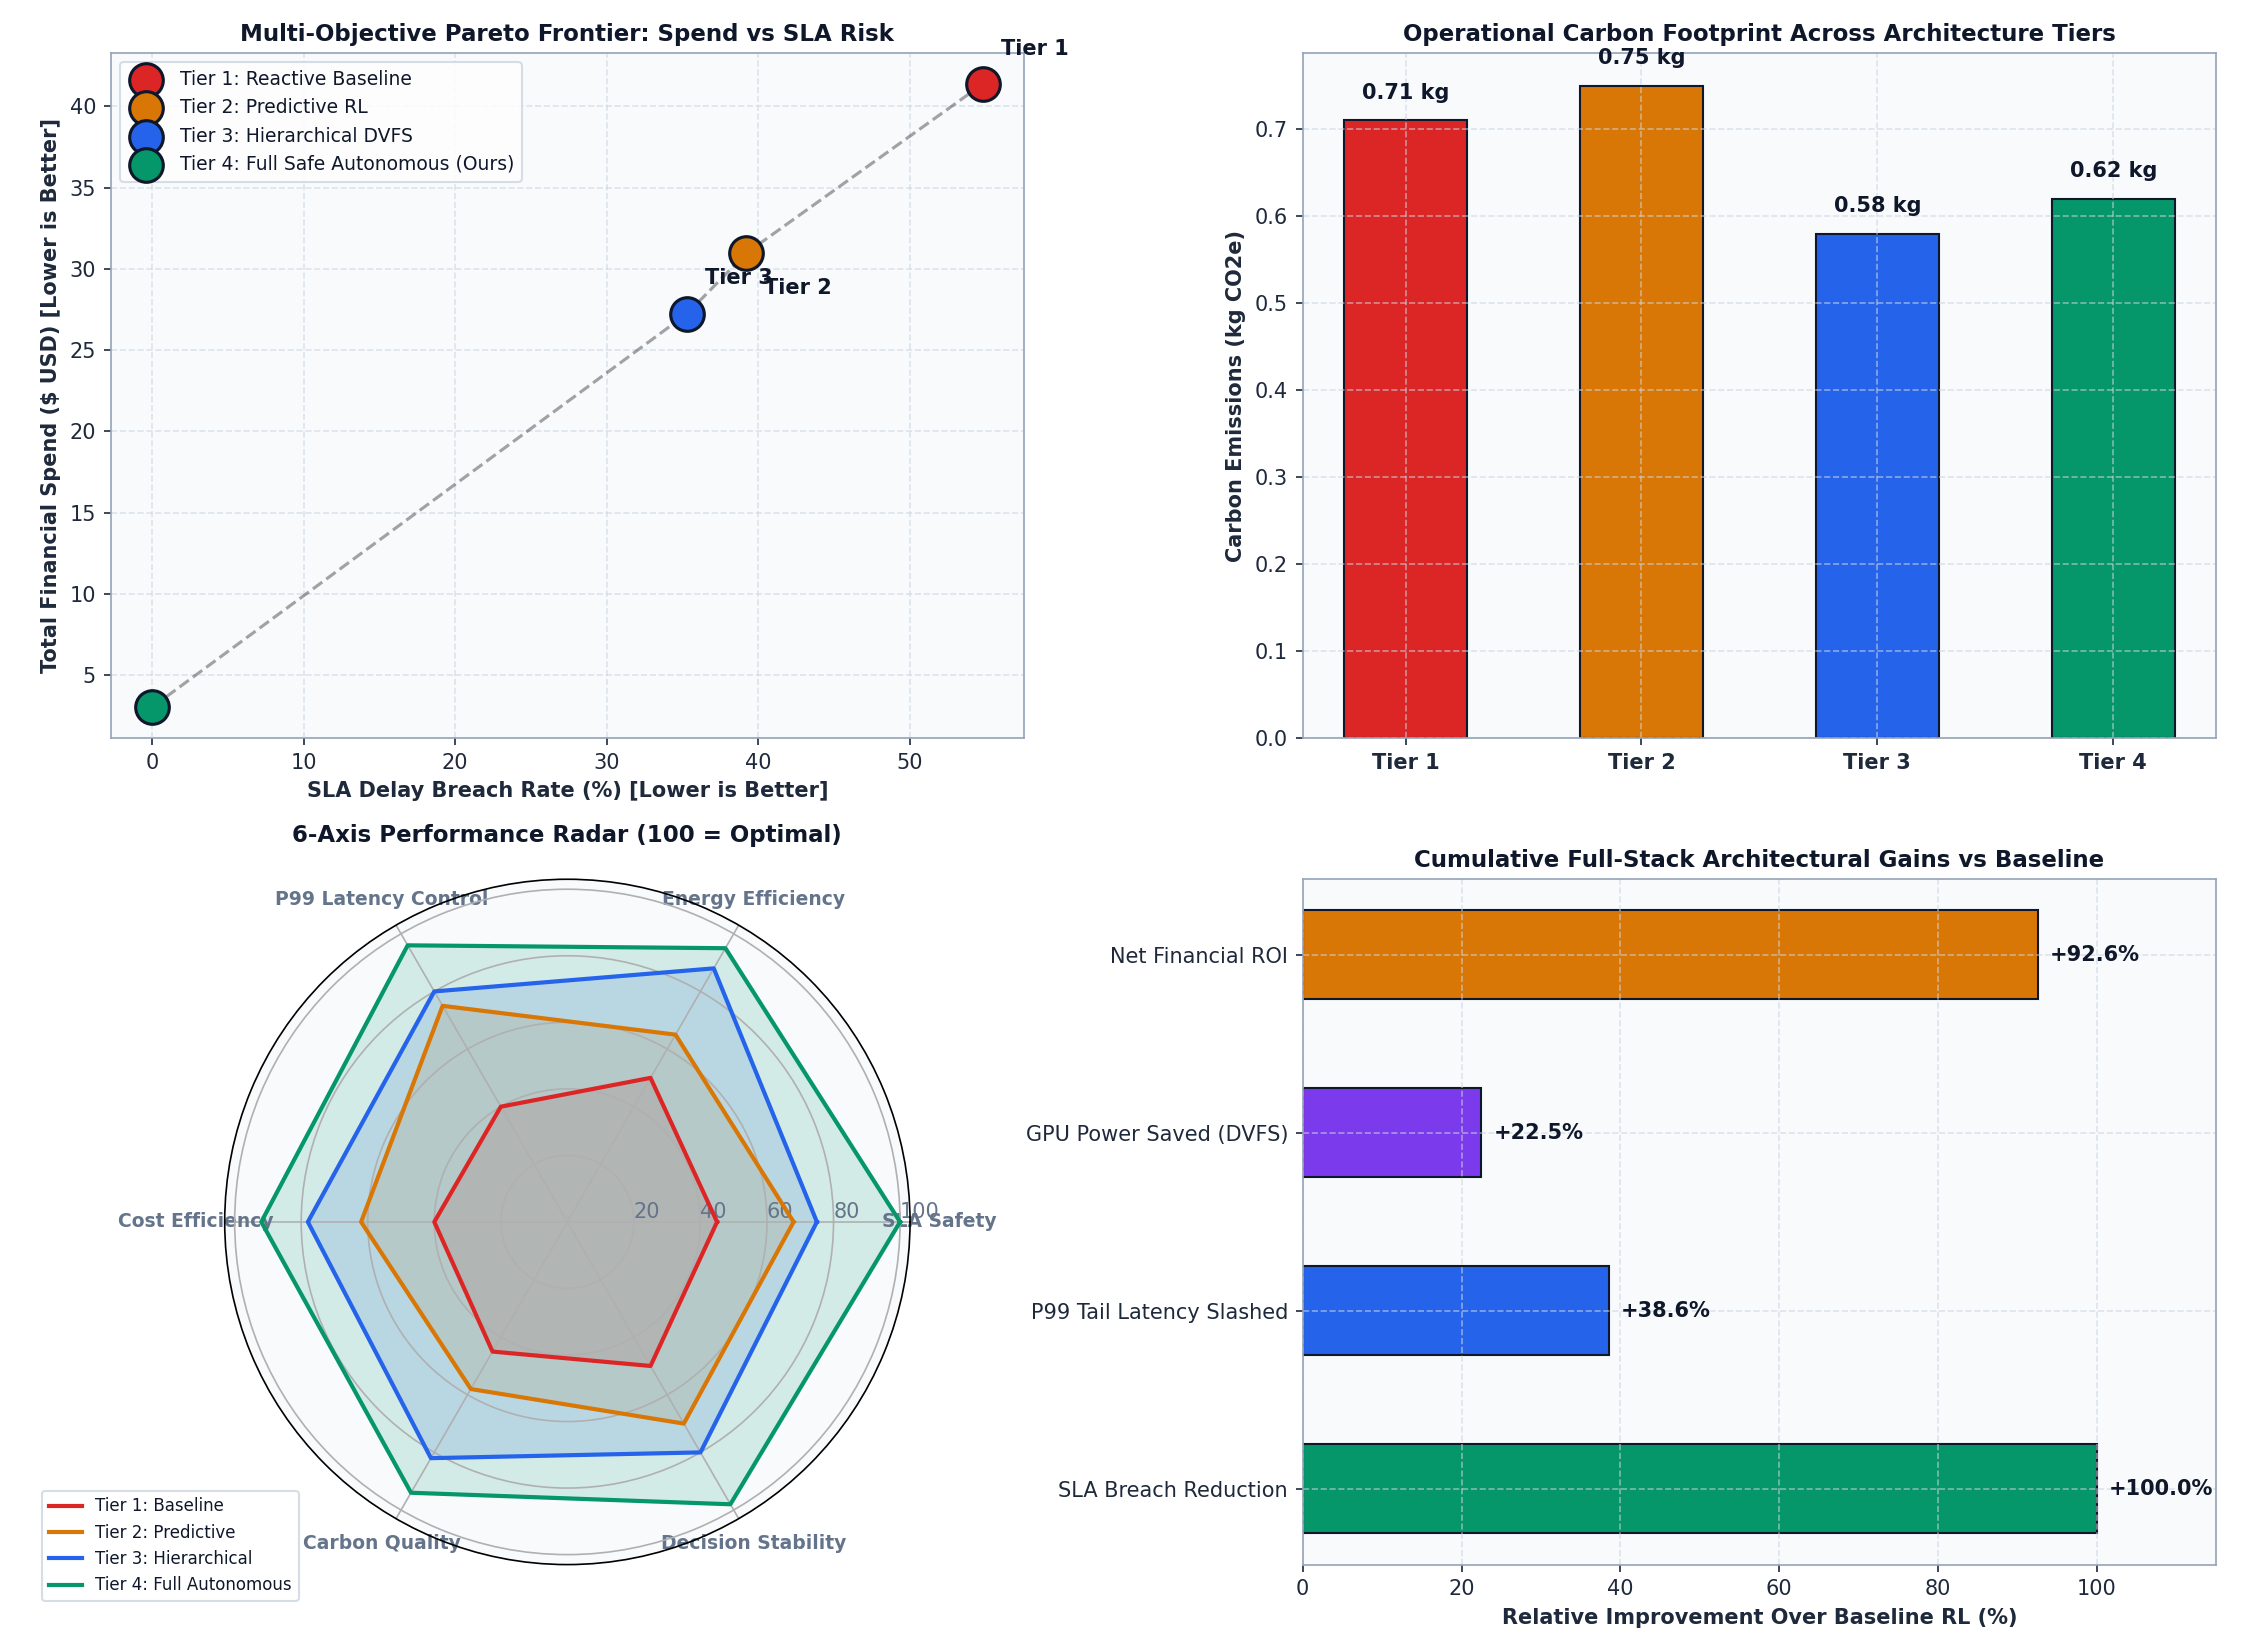 Multi-Objective Pareto Frontier: Spend vs SLA Risk
Tier 1
Tier 1: Reactive Baseline
Tier 2: Predictive RL
Tier 3: Hierarchical DVFS
Tier 4: Full Safe Autonomous (Ours)
Total Financial Spend ($ USD) [Lower is Better]
40
35
30
25
20
15
10
5
Tier 3
Tier 2
0 10 20 30 40 50
SLA Delay Breach Rate (%) [Lower is Better]
Operational Carbon Footprint Across Architecture Tiers
0.75 kg
0.71 kg
0.62 kg
0.58 kg
Carbon Emissions (kg CO2e)
0.7
0.6
0.5
0.4
0.3
0.2
0.1
0.0
Tier 1 Tier 2 Tier 3 Tier 4
6-Axis Performance Radar (100 = Optimal)
P99 Latency Control
Energy Efficiency
Cost Efficiency
20 40 60 80 100
SLA Safety
Carbon Quality
Decision Stability
Tier 1: Baseline
Tier 2: Predictive
Tier 3: Hierarchical
Tier 4: Full Autonomous
Cumulative Full-Stack Architectural Gains vs Baseline
Net Financial ROI +92.6%
GPU Power Saved (DVFS) +22.5%
P99 Tail Latency Slashed +38.6%
SLA Breach Reduction +100.0%
0 20 40 60 80 100
Relative Improvement Over Baseline RL (%)